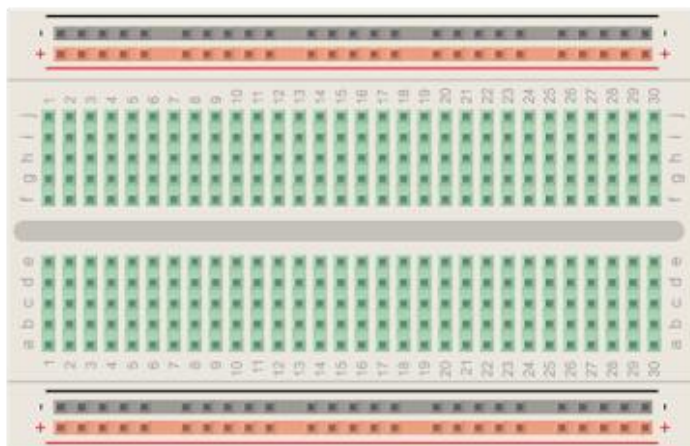 - -
+ +
1 2 3 4 5 6 7 8 9 10 11 12 13 14 15 16 17 18 19 20 21 22 23 24 25 26 27 28 29 30
j j
i i
h h
g g
f f
e e
d d
c c
b b
a a
1 2 3 4 5 6 7 8 9 10 11 12 13 14 15 16 17 18 19 20 21 22 23 24 25 26 27 28 29 30
- -
+ +